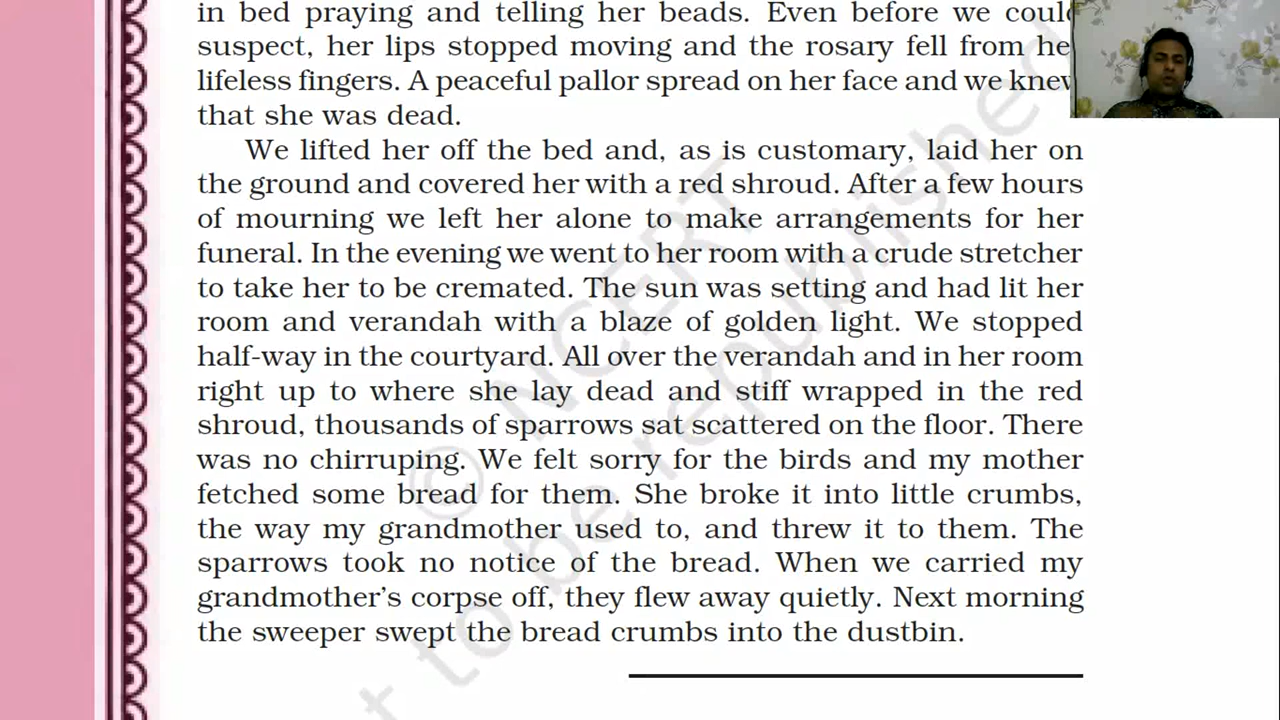 in bed praying and telling her beads. Even before we could
suspect, her lips stopped moving and the rosary fell from her
lifeless fingers. A peaceful pallor spread on her face and we knew
that she was dead.
We lifted her off the bed and, as is customary, laid her on
the ground and covered her with a red shroud. After a few hours
of mourning we left her alone to make arrangements for her
funeral. In the evening we went to her room with a crude stretcher
to take her to be cremated. The sun was setting and had lit her
room and verandah with a blaze of golden light. We stopped
half-way in the courtyard. All over the verandah and in her room
right up to where she lay dead and stiff wrapped in the red
shroud, thousands of sparrows sat scattered on the floor. There
was no chirruping. We felt sorry for the birds and my mother
fetched some bread for them. She broke it into little crumbs,
the way my grandmother used to, and threw it to them. The
sparrows took no notice of the bread. When we carried my
grandmother's corpse off, they flew away quietly. Next morning
the sweeper swept the bread crumbs into the dustbin.
© NCERT
t to be republished